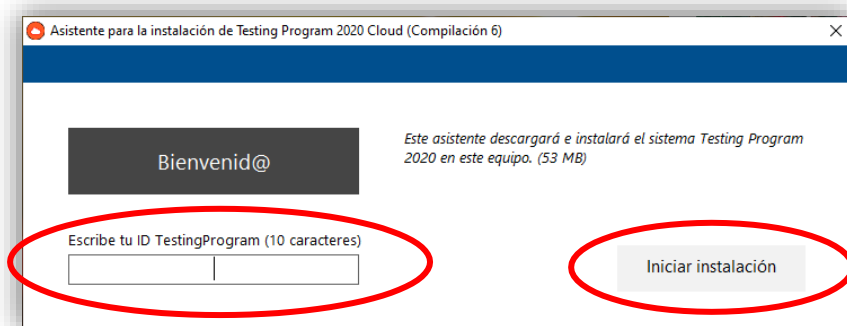 Asistente para la instalación de Testing Program 2020 Cloud (Compilación 6)
Bienvenid@
Este asistente descargará e instalará el sistema Testing Program
2020 en este equipo. (53 MB)
Escribe tu ID TestingProgram (10 caracteres)
Iniciar instalación